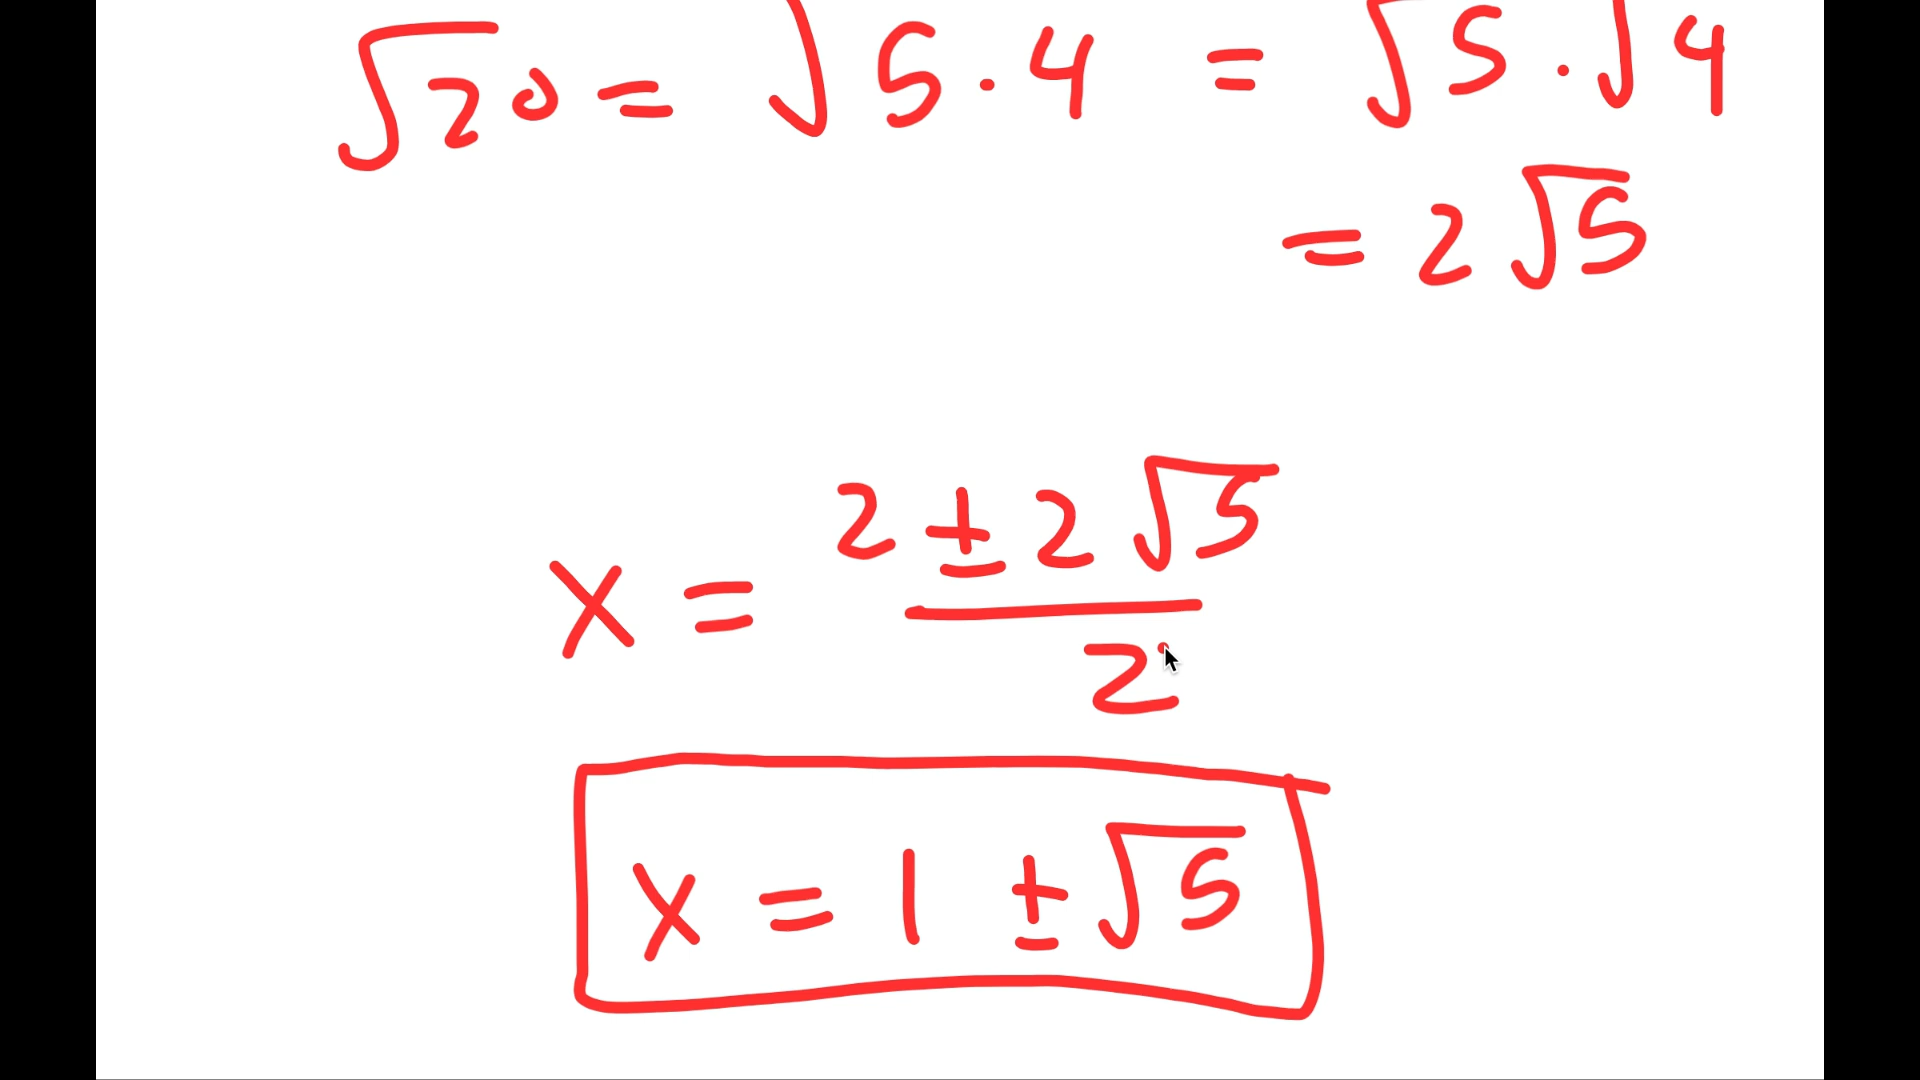 √20 = √5·4 = √5·√4
= 2√5
x = (2 ± 2√5)/2
x = 1 ± √5